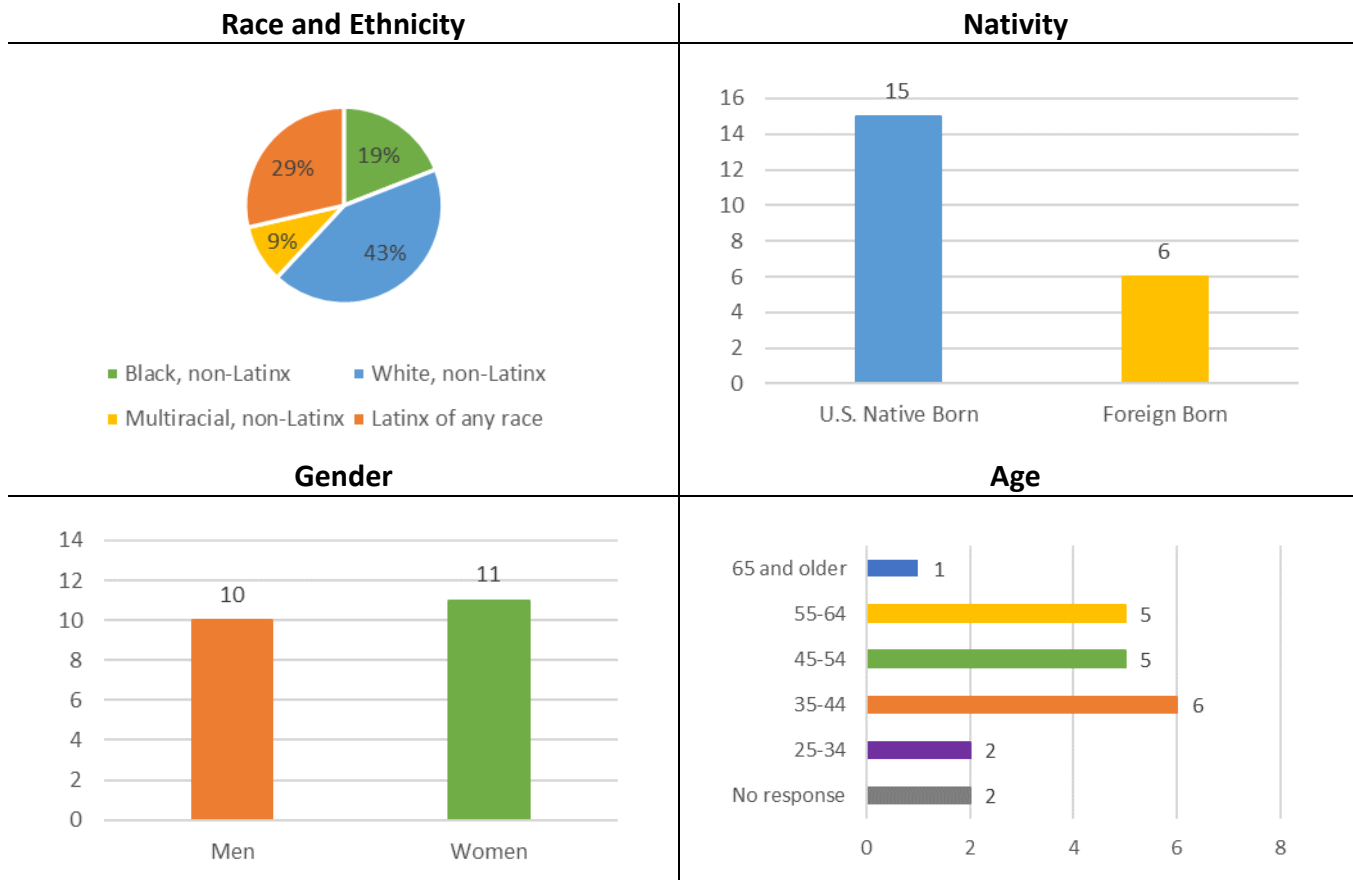 Race and Ethnicity
19%
29%
9%
43%
Black, non-Latinx
White, non-Latinx
Multiracial, non-Latinx
Latinx of any race
Nativity
16
14
12
10
8
6
4
2
0
15
6
U.S. Native Born
Foreign Born
Gender
14
12
10
8
6
4
2
0
10
11
Men
Women
Age
65 and older
1
55-64
5
45-54
5
35-44
6
25-34
2
No response
2
0
2
4
6
8